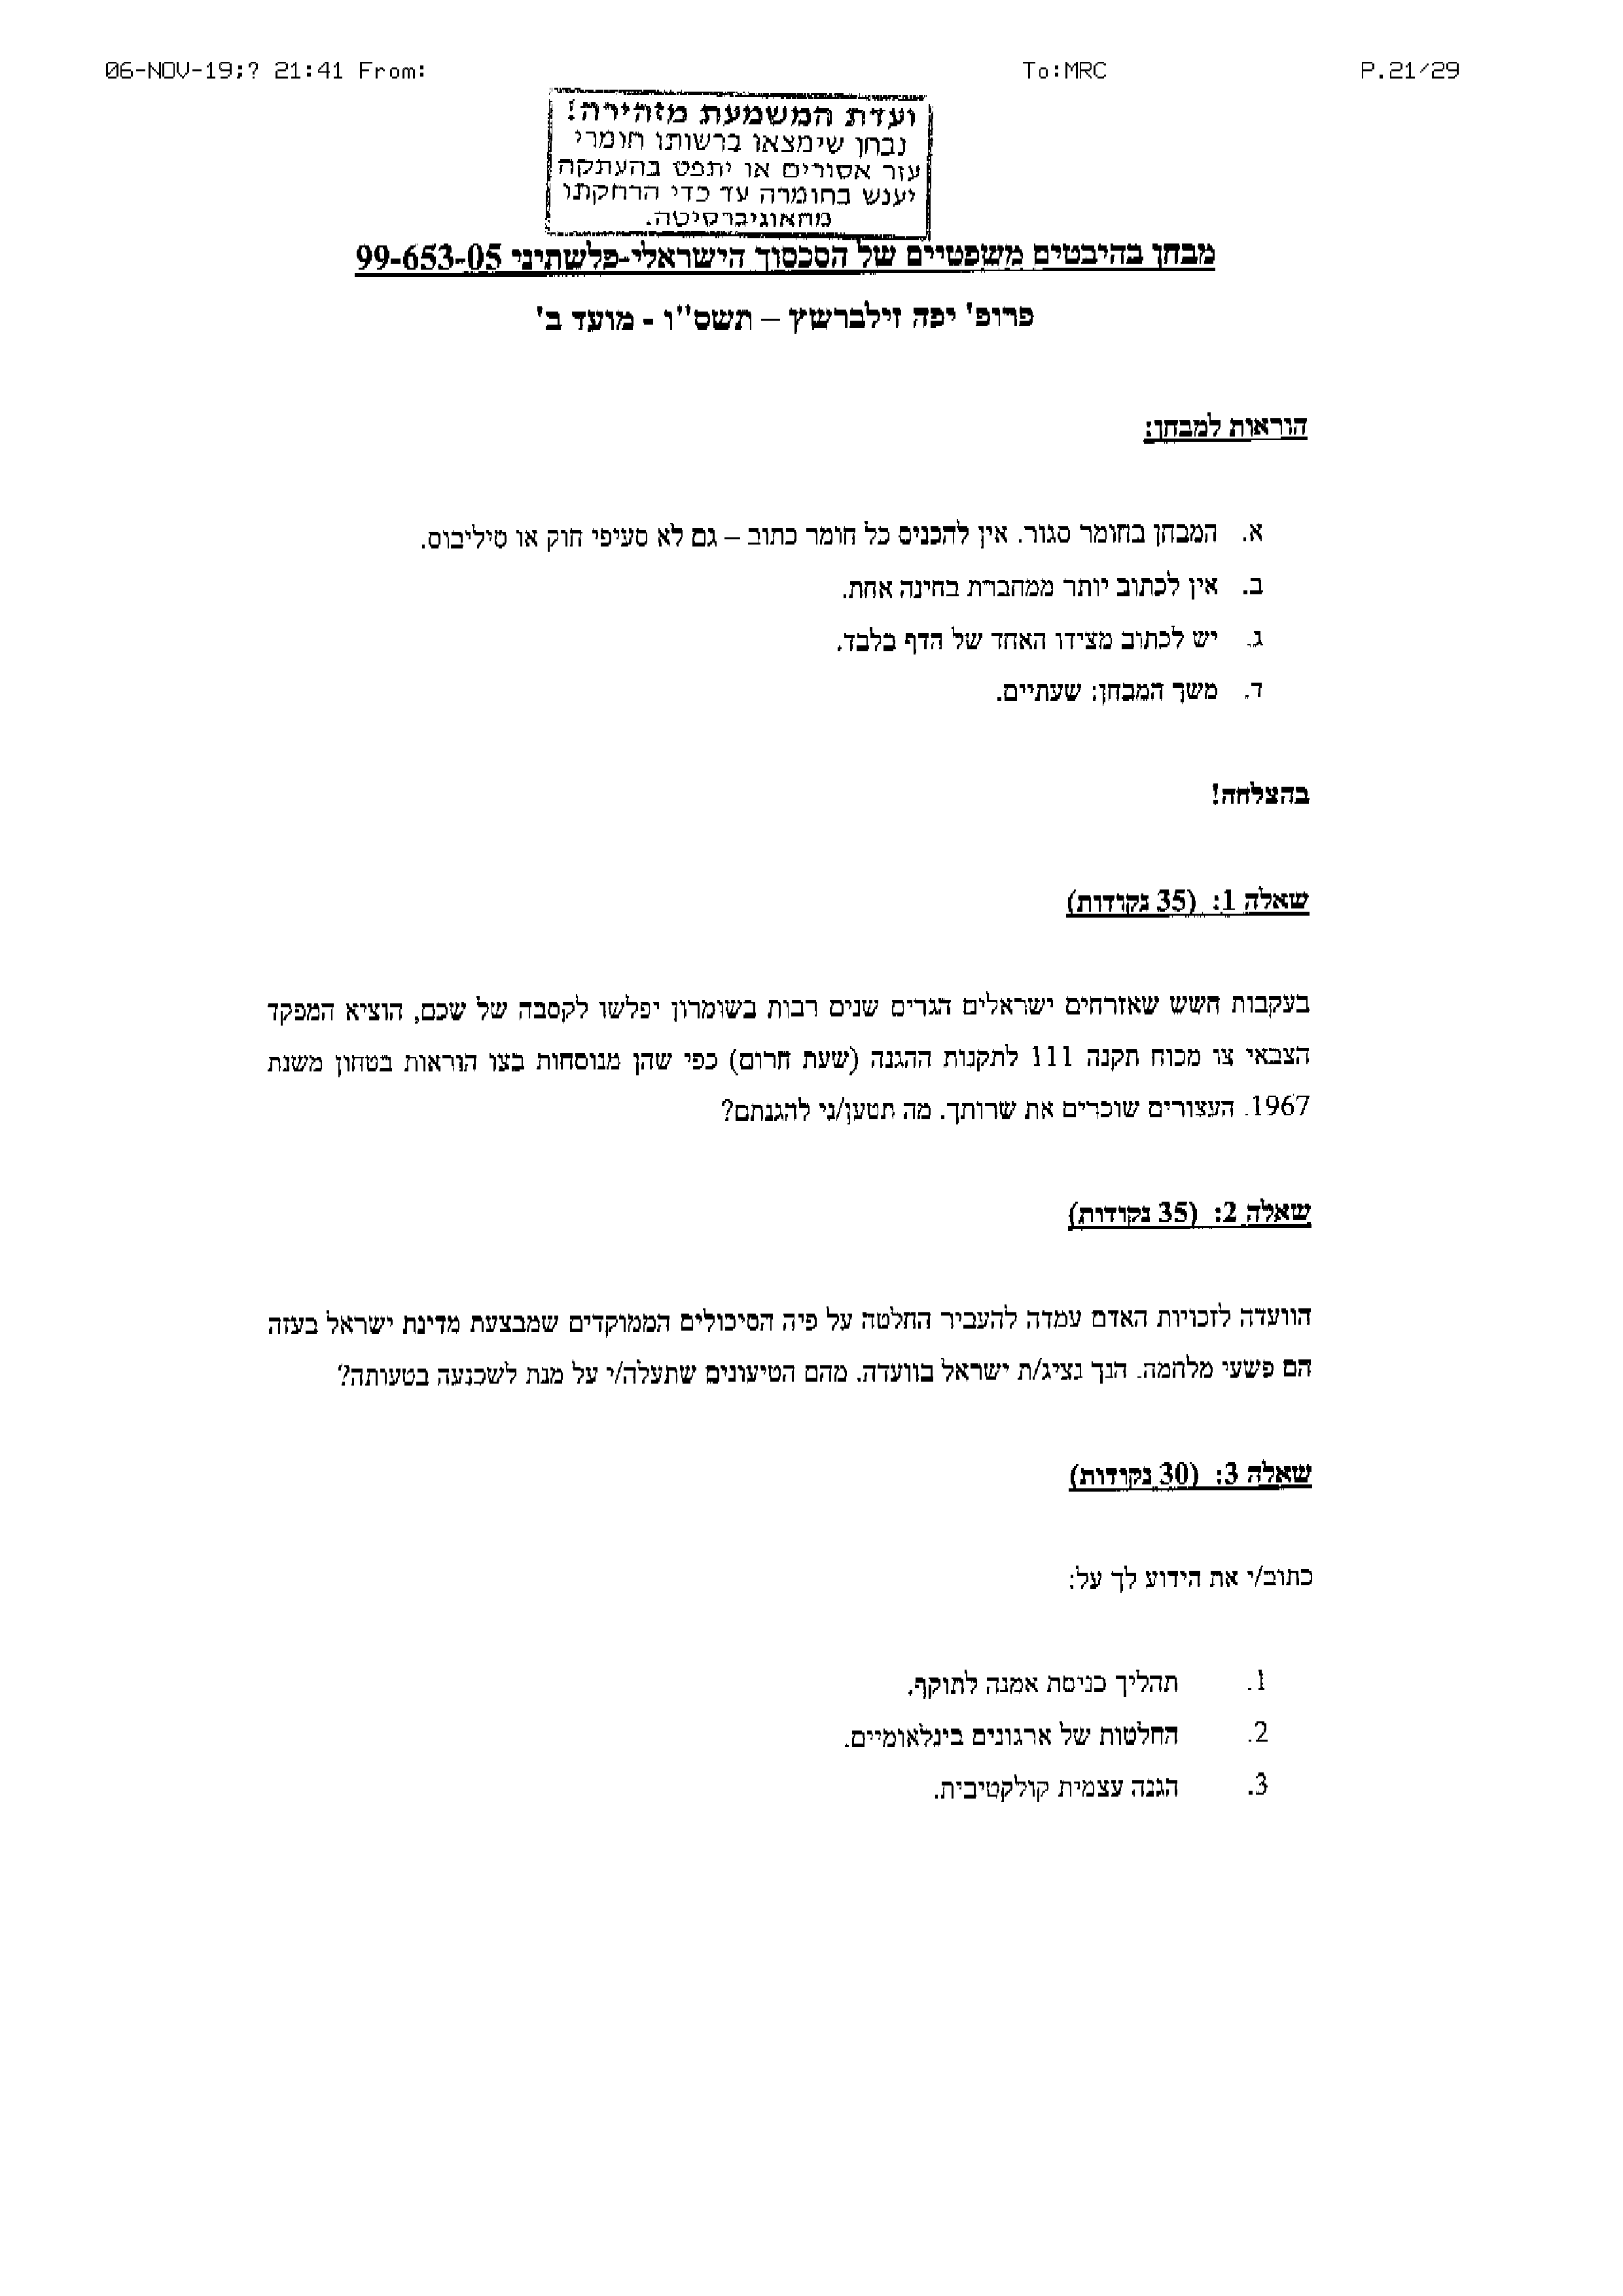 06-NOV-19;? 21:41 From: To:MRC P.21/29
ועדת המשמעת מזהירה!
נבחן שימצאו ברשותו חומרי
עזר אסורים או יתפס בהעתקה
יענש בחומרה עד כדי הרחקתו
מהאוניברסיטה.
מבחן בהיבטים משפטיים של הסכסוך הישראלי-פלשתיני 99-653-05
פרופ' יפה זילברשץ – תשס"ו - מועד ב'
הוראות למבחן:
א. המבחן בחומר סגור. אין להכניס כל חומר כתוב – גם לא סעיפי חוק או סיליבוס.
ב. אין לכתוב יותר ממחברת בחינה אחת.
ג. יש לכתוב מצידו האחד של הדף בלבד.
ד. משך המבחן: שעתיים.
בהצלחה!
שאלה 1: (35 נקודות)
בעקבות חשש שאזרחים ישראלים הגרים שנים רבות בשומרון יפלשו לקסבה של שכם, הוציא המפקד
הצבאי צו מכוח תקנה 111 לתקנות ההגנה (שעת חרום) כפי שהן מנוסחות בצו הוראות בטחון משנת
1967. העצורים שוכרים את שרותך. מה תטען/ני להגנתם?
שאלה 2: (35 נקודות)
הוועדה לזכויות האדם עמדה להעביר החלטה על פיה הסיכולים הממוקדים שמבצעת מדינת ישראל בעזה
הם פשעי מלחמה. הנך נציג/ת ישראל בוועדה. מהם הטיעונים שתעלה/י על מנת לשכנעה בטעותה?
שאלה 3: (30 נקודות)
כתוב/י את הידוע לך על:
1. תהליך כניסת אמנה לתוקף.
2. החלטות של ארגונים בינלאומיים.
3. הגנה עצמית קולקטיבית.